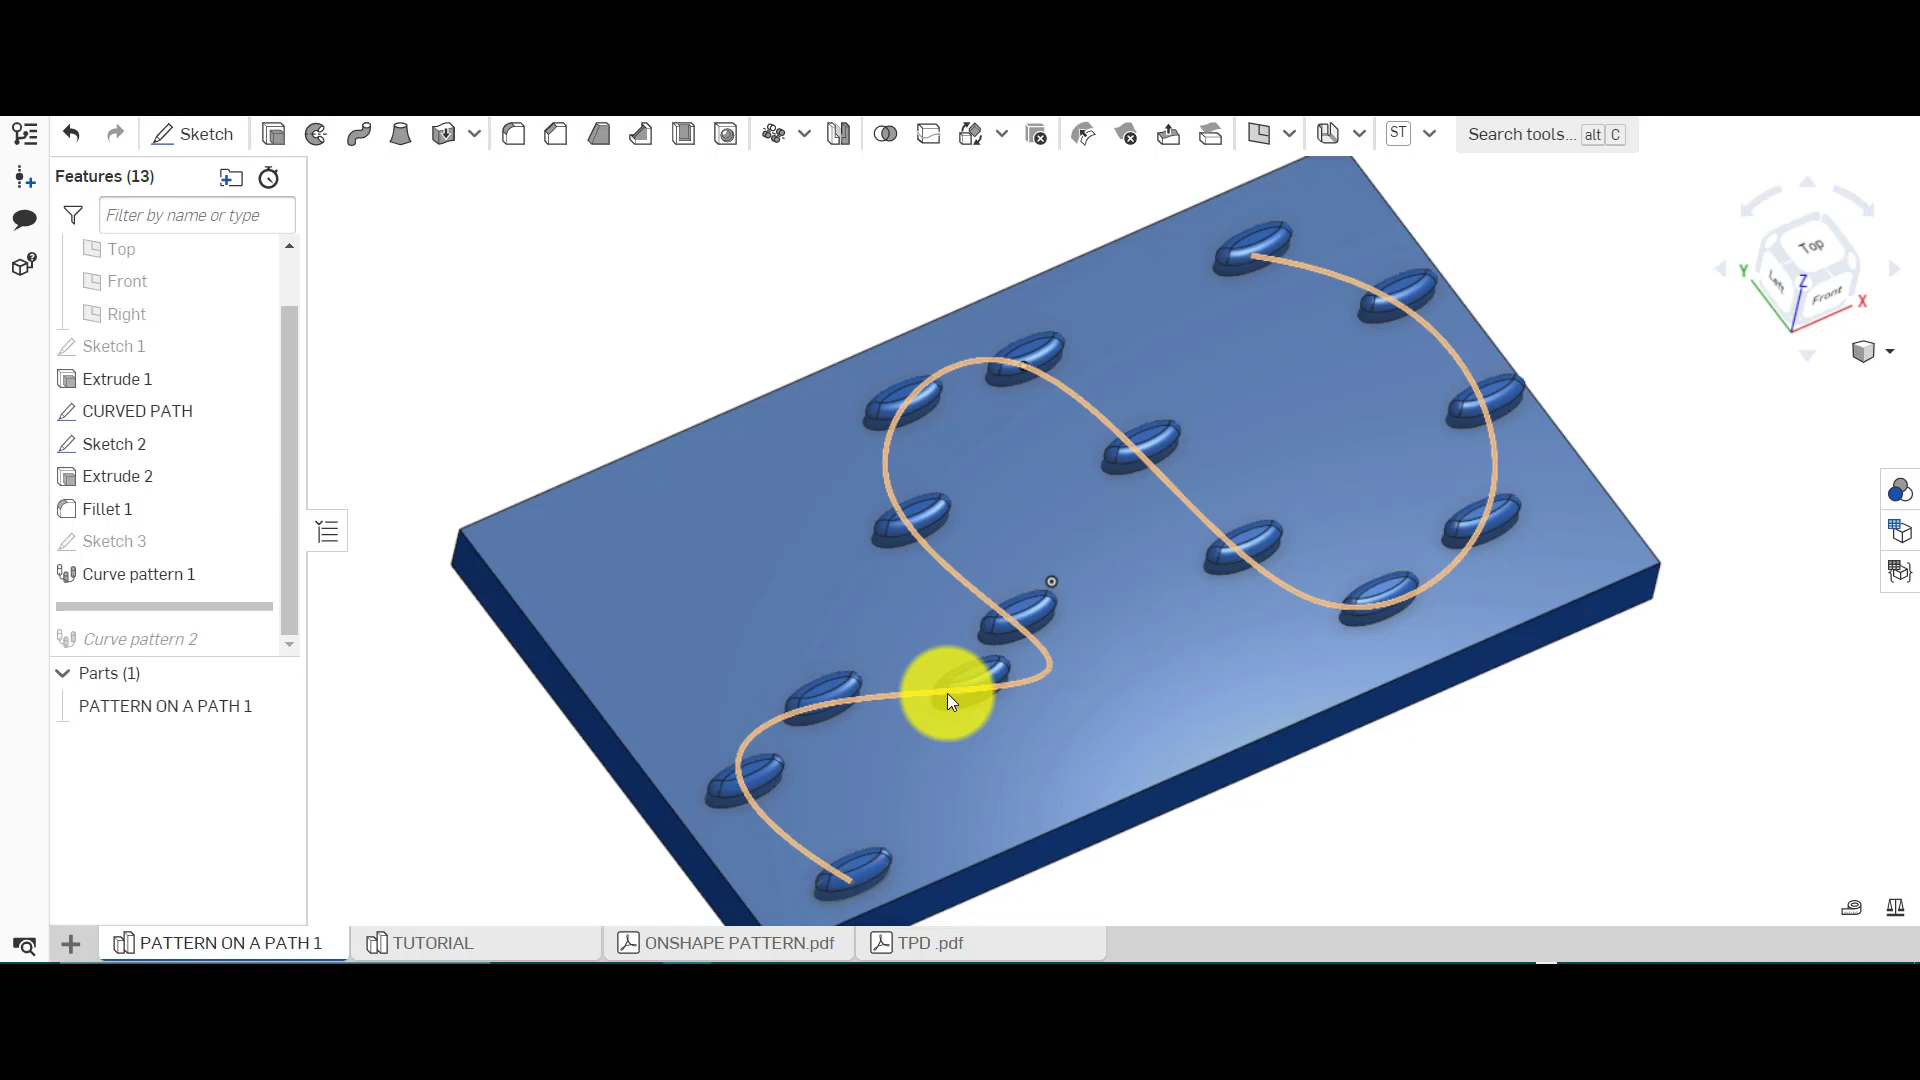 Sketch
ST
Search tools... alt C
Features (13)
Filter by name or type
Top
Front
Right
Sketch 1
Extrude 1
CURVED PATH
Sketch 2
Extrude 2
Fillet 1
Sketch 3
Curve pattern 1
Curve pattern 2
Parts (1)
PATTERN ON A PATH 1
Top
Left
Front
Y
Z
X
PATTERN ON A PATH 1
TUTORIAL
ONSHAPE PATTERN.pdf
TPD .pdf